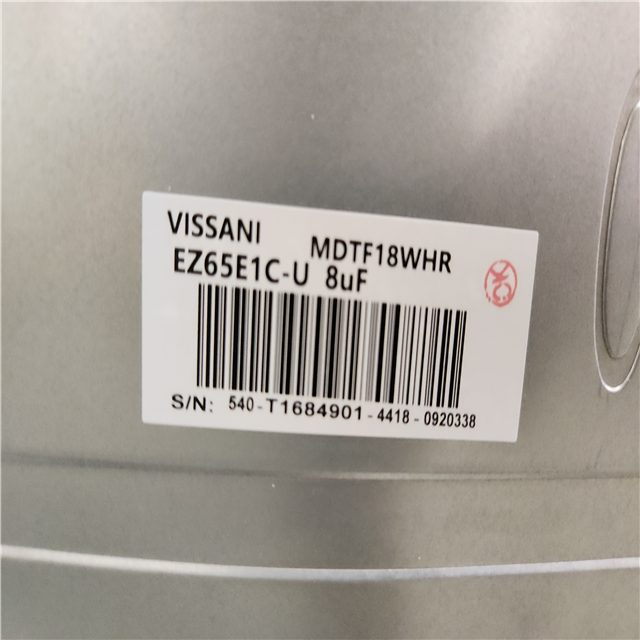 VISSANI MDTF18WHR
EZ65E1C-U 8uF
S/N: 540-T1684901-4418-0920338